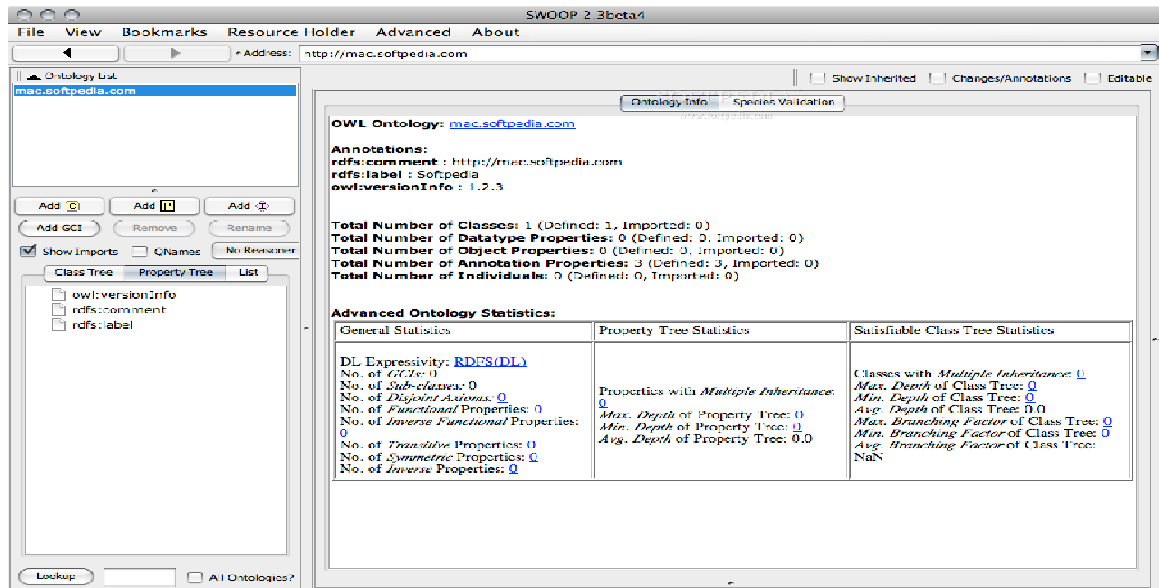 SWOOP 2.3beta4
File View Bookmarks Resource Holder Advanced About
Address: http://mac.softpedia.com
Ontology List
mac.softpedia.com
Add C Add P Add I
Add GCI Remove Rename
Show Imports QNames No Reasoner
Class Tree Property Tree List
owl:versionInfo
rdfs:comment
rdfs:label
Lookup All Ontologies?
Show Inherited Changes/Annotations Editable
Ontology Info Species Validation
www.softpedia.com
OWL Ontology: mac.softpedia.com
Annotations:
rdfs:comment : http://mac.softpedia.com
rdfs:label : Softpedia
owl:versionInfo : 1.2.3
Total Number of Classes: 1 (Defined: 1, Imported: 0)
Total Number of Datatype Properties: 0 (Defined: 0, Imported: 0)
Total Number of Object Properties: 0 (Defined: 0, Imported: 0)
Total Number of Annotation Properties: 3 (Defined: 3, Imported: 0)
Total Number of Individuals: 0 (Defined: 0, Imported: 0)
Advanced Ontology Statistics:
General Statistics
DL Expressivity: RDFS(DL)
No. of GCIs: 0
No. of Sub-classes: 0
No. of Disjoint Axioms: 0
No. of Functional Properties: 0
No. of Inverse Functional Properties:
0
No. of Transitive Properties: 0
No. of Symmetric Properties: 0
No. of Inverse Properties: 0
Property Tree Statistics
Properties with Multiple Inheritance:
0
Max. Depth of Property Tree: 0
Min. Depth of Property Tree: 0
Avg. Depth of Property Tree: 0.0
Satisfiable Class Tree Statistics
Classes with Multiple Inheritance: 0
Max. Depth of Class Tree: 0
Min. Depth of Class Tree: 0
Avg. Depth of Class Tree: 0.0
Max. Branching Factor of Class Tree: 0
Min. Branching Factor of Class Tree: 0
Avg. Branching Factor of Class Tree:
NaN